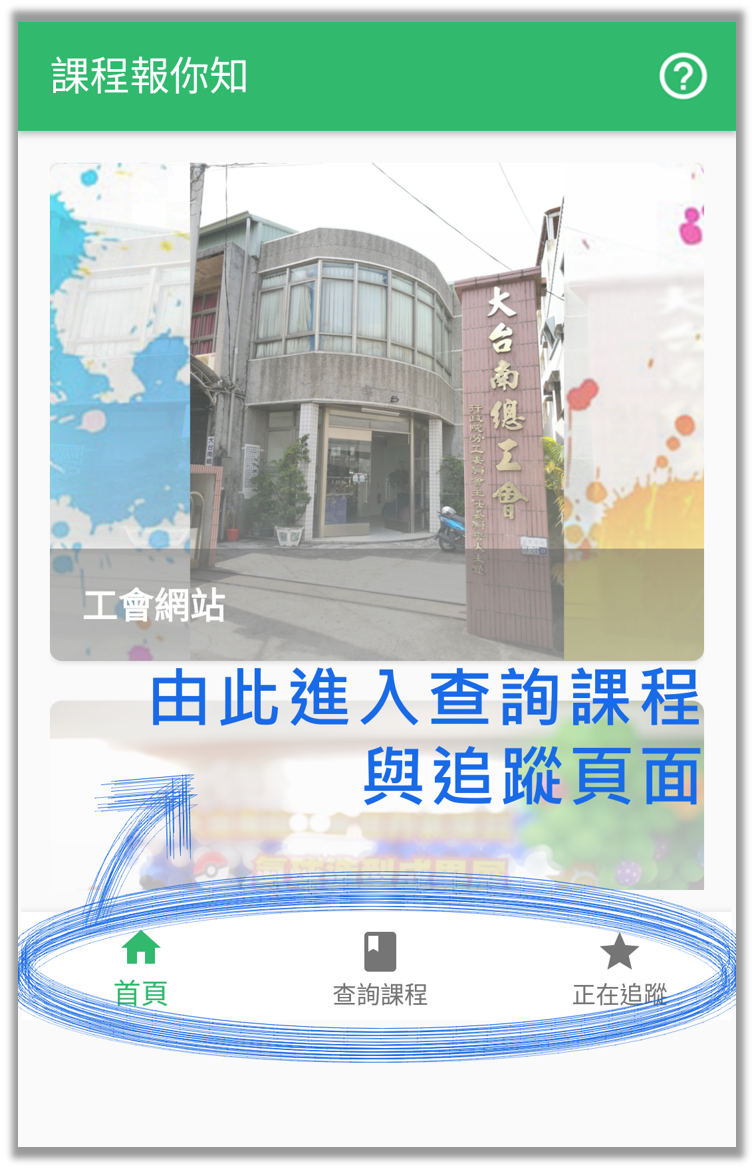 課程報你知
大台南總工會
工會網站
由此進入查詢課程
與追蹤頁面
首頁
查詢課程
正在追蹤